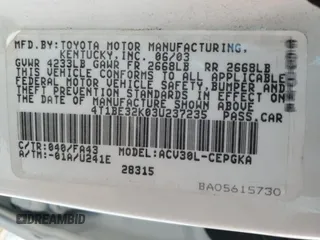 MFD.BY:TOYOTA MOTOR MANUFACTURING,
KENTUCKY,INC. 06/03
GVWR 4233LB GAWR FR 2668LB RR 2668LB
THIS VEHICLE CONFORMS TO ALL APPLICABLE
FEDERAL MOTOR VEHICLE SAFETY, BUMPER, AND
THEFT PREVENTION STANDARDS IN EFFECT ON
THE DATE OF MANUFACTURE SHOWN ABOVE.
4T1BE32K03U237235 PASS.CAR
C/TR:040/FA43 MODEL:ACV30L-CEPGKA
A/TM:-01A/U241E
28315
BA05615730
BIDCARS